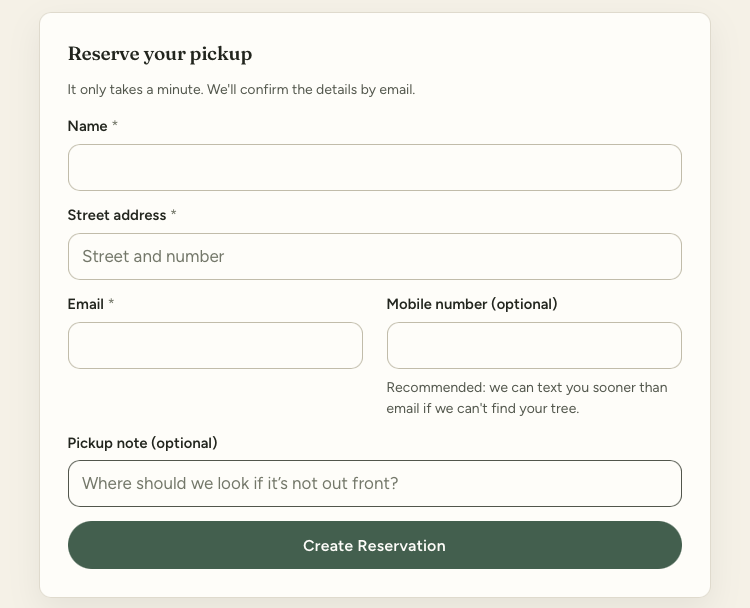 Reserve your pickup
It only takes a minute. We'll confirm the details by email.
Name *
Street address *
Street and number
Email *
Mobile number (optional)
Recommended: we can text you sooner than
email if we can't find your tree.
Pickup note (optional)
Where should we look if it’s not out front?
Create Reservation